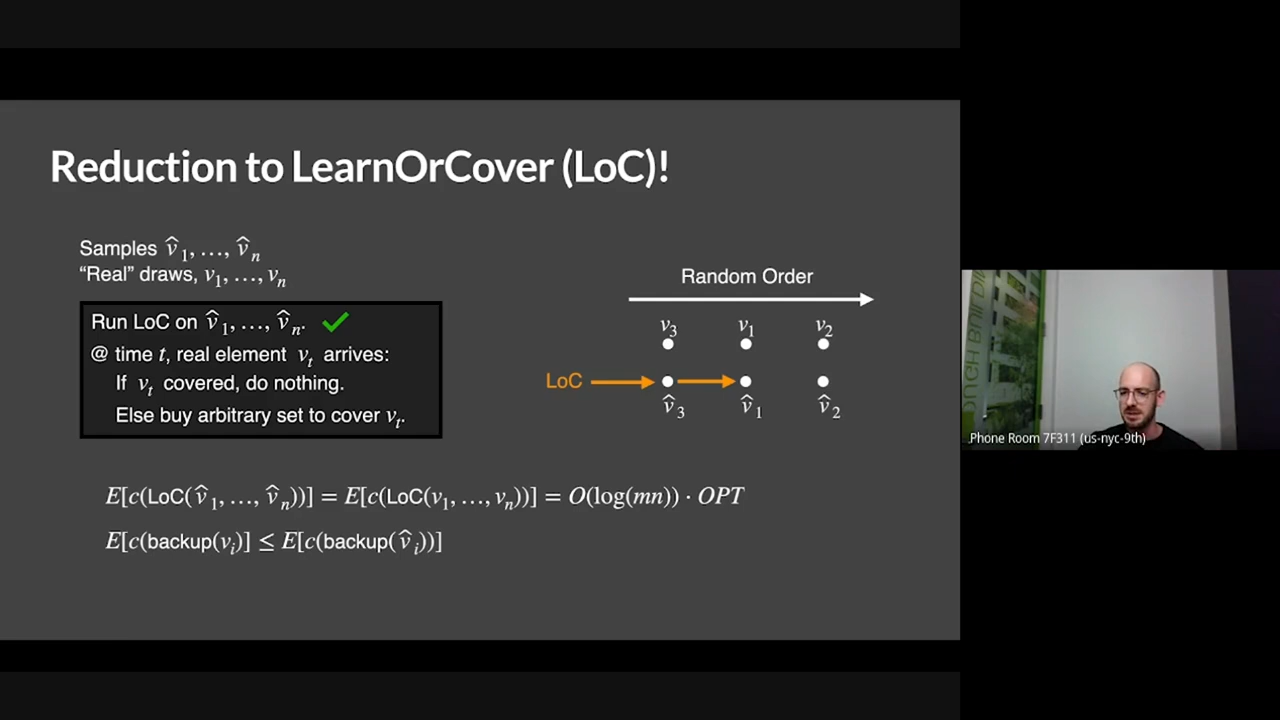 Reduction to LearnOrCover (LoC)!
Samples v̂₁, …, v̂ₙ
“Real” draws, v₁, …, vₙ
Run LoC on v̂₁, …, v̂ₙ. ✓
@ time t, real element vₜ arrives:
If vₜ covered, do nothing.
Else buy arbitrary set to cover vₜ.
Random Order
v₃ v₁ v₂
LoC
v̂₃ v̂₁ v̂₂
E[c(LoC(v̂₁, …, v̂ₙ))] = E[c(LoC(v₁, …, vₙ))] = O(log(mn)) · OPT
E[c(backup(vᵢ)] ≤ E[c(backup(v̂ᵢ))]
Phone Room 7F311 (us-nyc-9th)